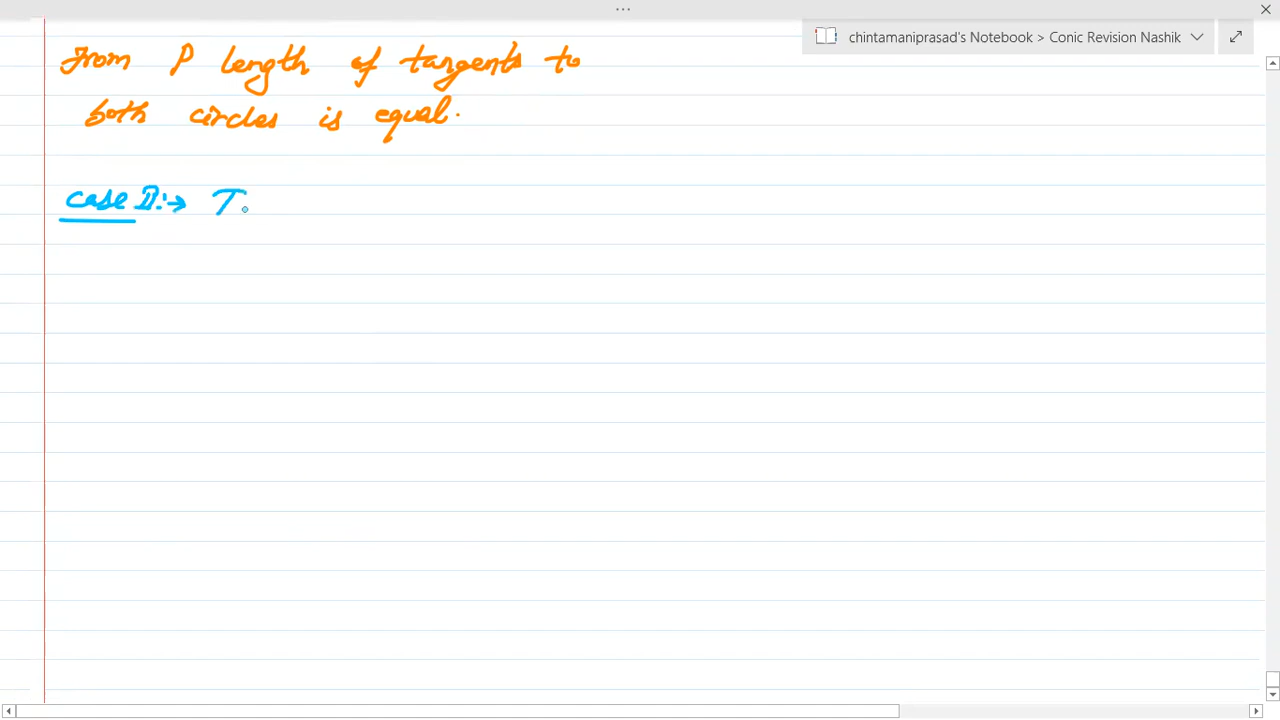 chintamaniprasad's Notebook > Conic Revision Nashik
From P length of tangents to
both circles is equal.
case II:→ T